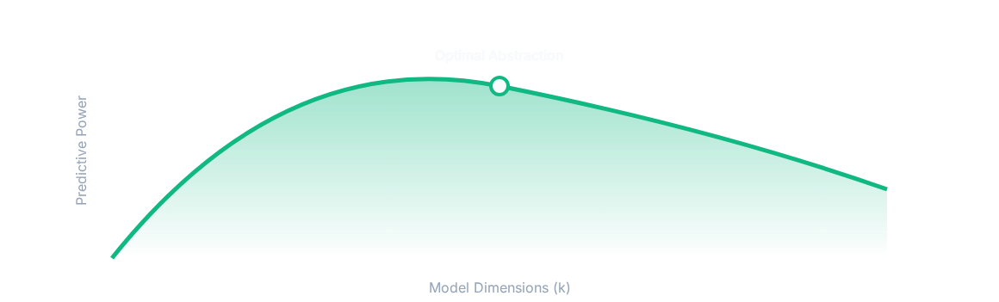 Optimal Abstraction
Predictive Power
Model Dimensions (k)